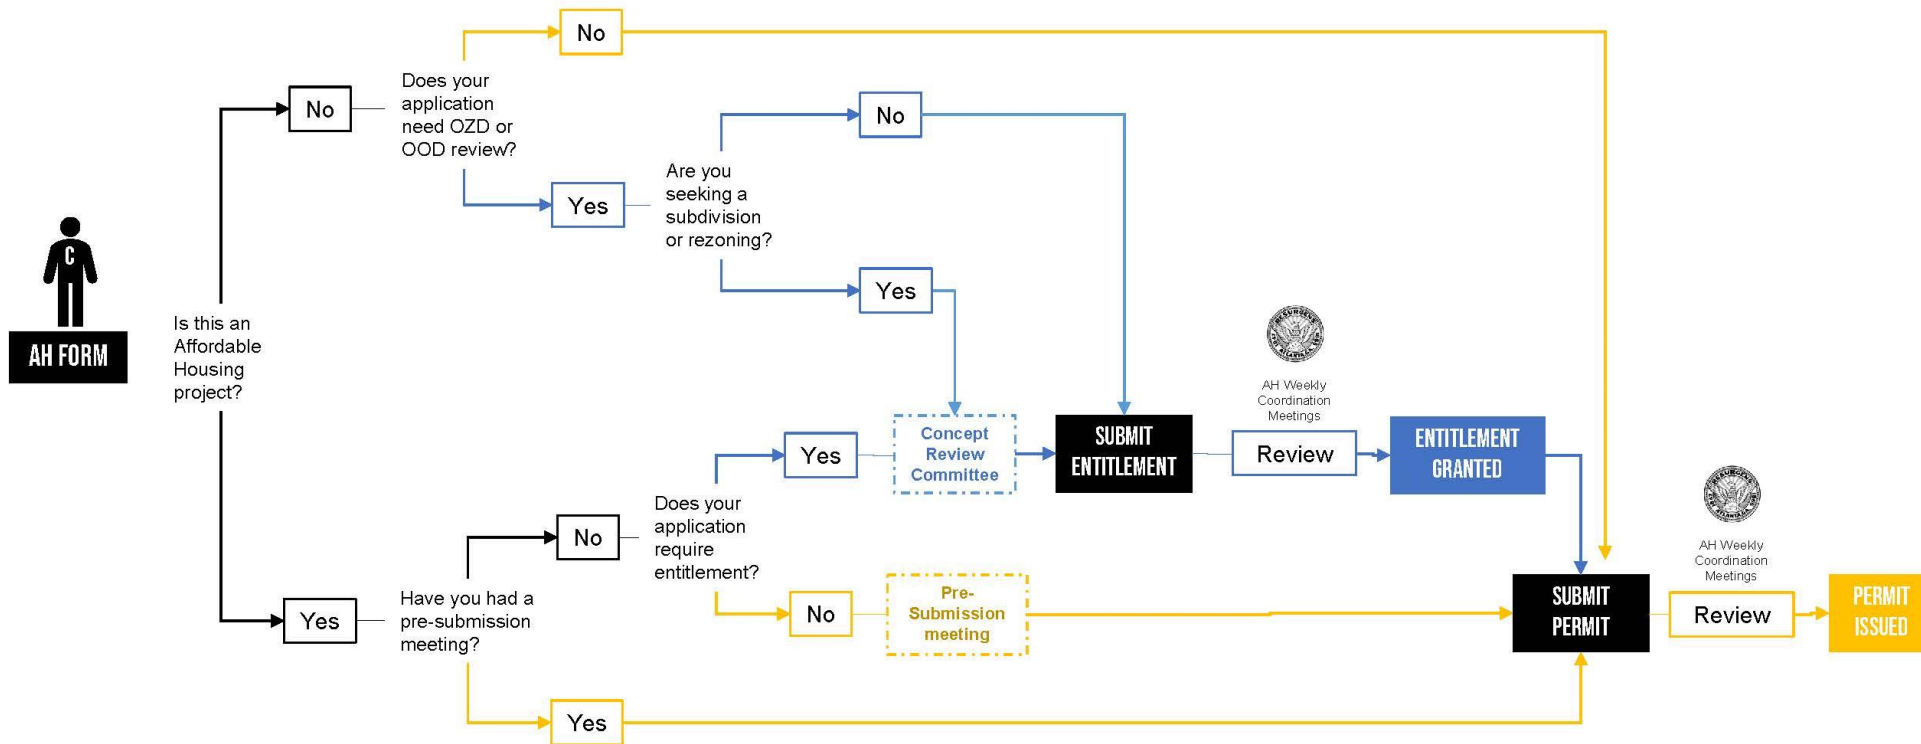 No
Does your
application
need OZD or
OOD review?
No
No
Yes
Are you
seeking a
subdivision
or rezoning?
Yes
C
AH FORM
Is this an
Affordable
Housing
project?
AH Weekly
Coordination
Meetings
Yes
Concept
Review
Committee
SUBMIT
ENTITLEMENT
Review
ENTITLEMENT
GRANTED
No
Does your
application
require
entitlement?
AH Weekly
Coordination
Meetings
Yes
Have you had a
pre-submission
meeting?
No
Pre-
Submission
meeting
SUBMIT
PERMIT
Review
PERMIT
ISSUED
Yes